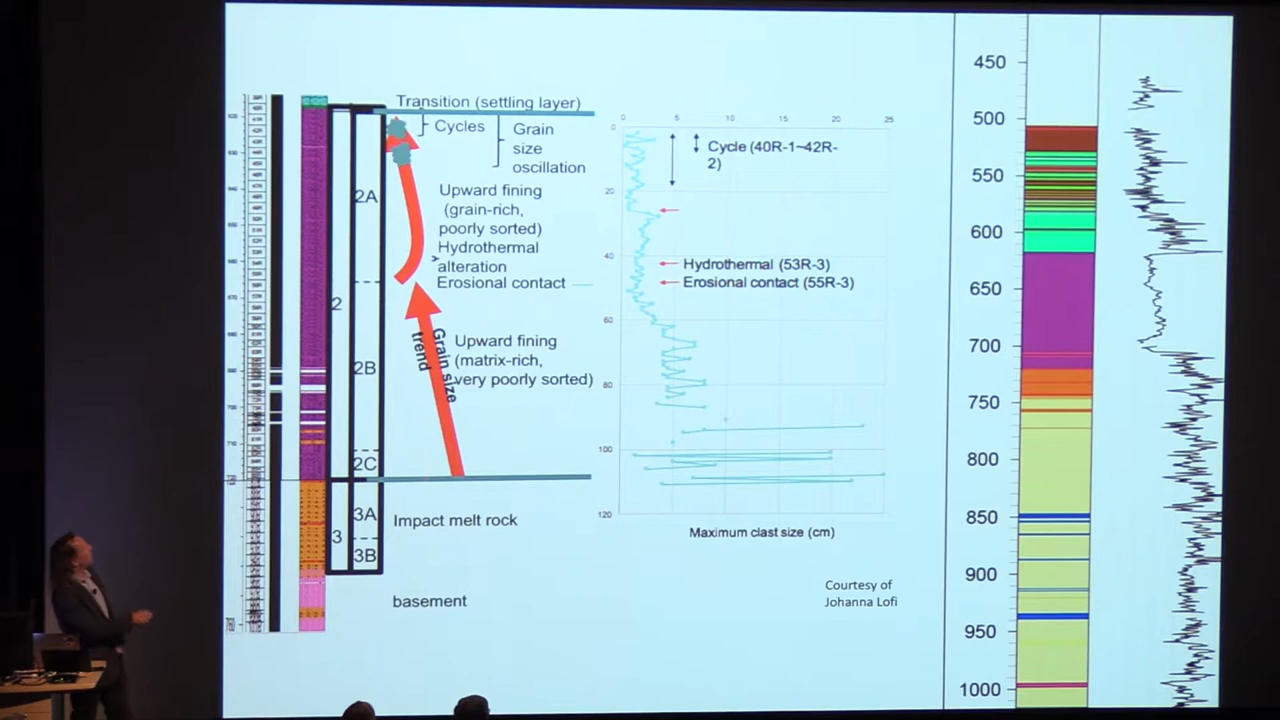 Transition (settling layer)
Cycles
Grain
size
oscillation
2A
Upward fining
(grain-rich,
poorly sorted)
Hydrothermal
alteration
Erosional contact
2
Grain size
trend
Upward fining
(matrix-rich,
very poorly sorted)
2B
2C
3A
Impact melt rock
3
3B
basement
0
5
10
15
20
25
0
20
40
60
80
100
120
Cycle (40R-1~42R-
2)
Hydrothermal (53R-3)
Erosional contact (55R-3)
Maximum clast size (cm)
Courtesy of
Johanna Lofi
450
500
550
600
650
700
750
800
850
900
950
1000